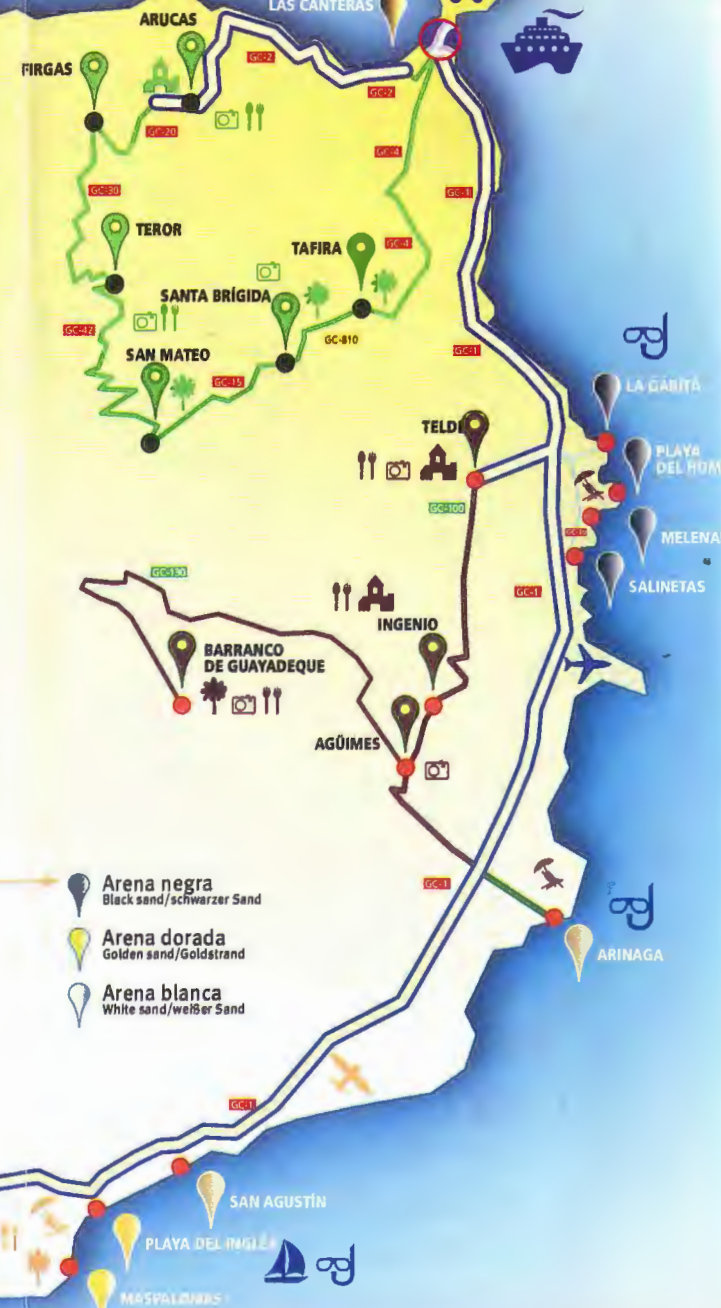 LAS CANTERAS
ARUCAS
GC-2
FIRGAS
GC-2
GC-20
GC-4
GC-30
GC-1
TEROR
TAFIRA
GC-4
SANTA BRÍGIDA
GC-42
GC-810
SAN MATEO
GC-1
GC-15
LA GARITA
TELDE
PLAYA
DEL HOM
GC-100
MELENA
GC-130
GC-1
SALINETAS
INGENIO
BARRANCO
DE GUAYADEQUE
AGÜIMES
Arena negra
Black sand/schwarzer Sand
GC-1
Arena dorada
Golden sand/Goldstrand
ARINAGA
Arena blanca
White sand/weißer Sand
GC-1
SAN AGUSTÍN
PLAYA DEL INGLÉS
MASPALOMAS